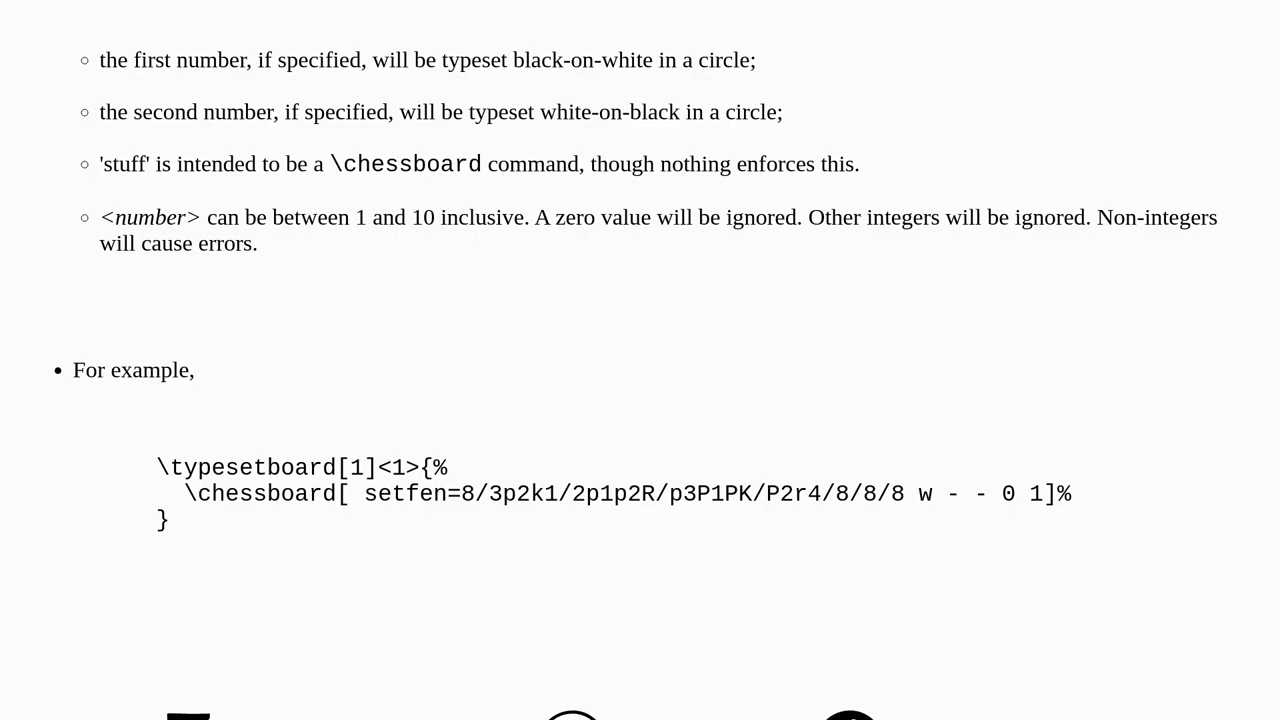 the first number, if specified, will be typeset black-on-white in a circle;
the second number, if specified, will be typeset white-on-black in a circle;
'stuff' is intended to be a \chessboard command, though nothing enforces this.
<number> can be between 1 and 10 inclusive. A zero value will be ignored. Other integers will be ignored. Non-integers
will cause errors.
For example,
\typesetboard[1]<1>{%
  \chessboard[ setfen=8/3p2k1/2p1p2R/p3P1PK/P2r4/8/8/8 w - - 0 1]%
}